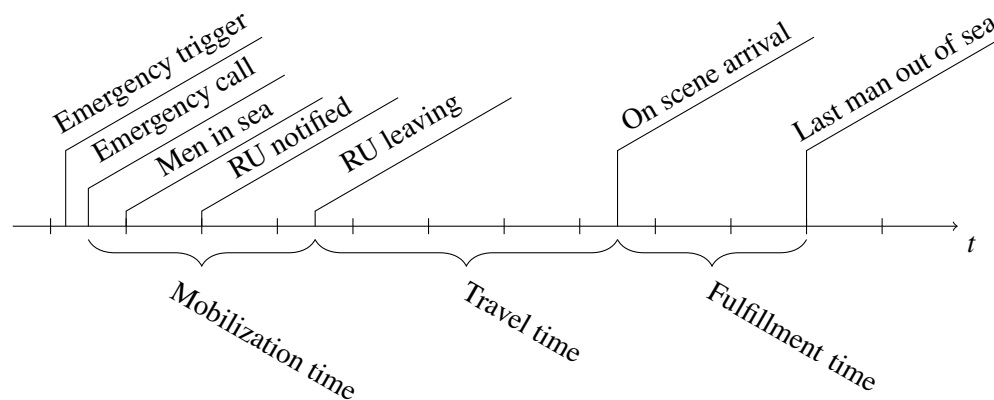 Emergency trigger
Emergency call
Men in sea
RU notified
RU leaving
On scene arrival
Last man out of sea
t
Mobilization time
Travel time
Fulfillment time